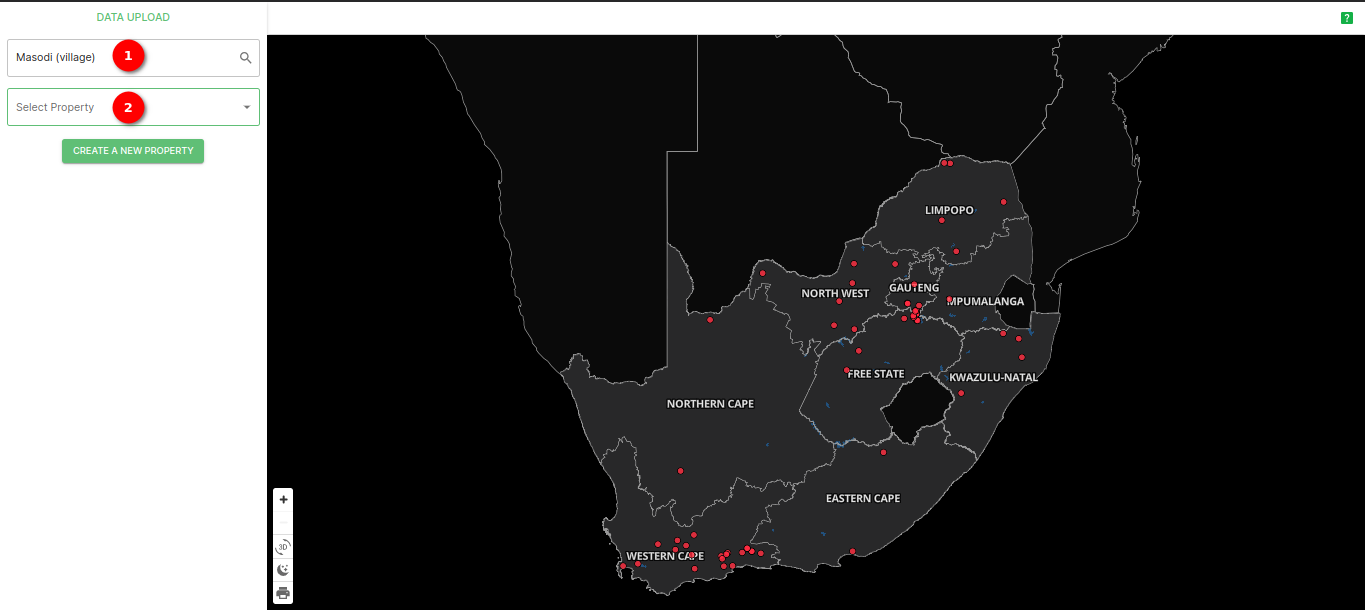 DATA UPLOAD
?
Masodi (village)
1
Select Property
2
CREATE A NEW PROPERTY
LIMPOPO
NORTH WEST
GAUTENG
MPUMALANGA
FREE STATE
KWAZULU-NATAL
NORTHERN CAPE
EASTERN CAPE
WESTERN CAPE
+
3D